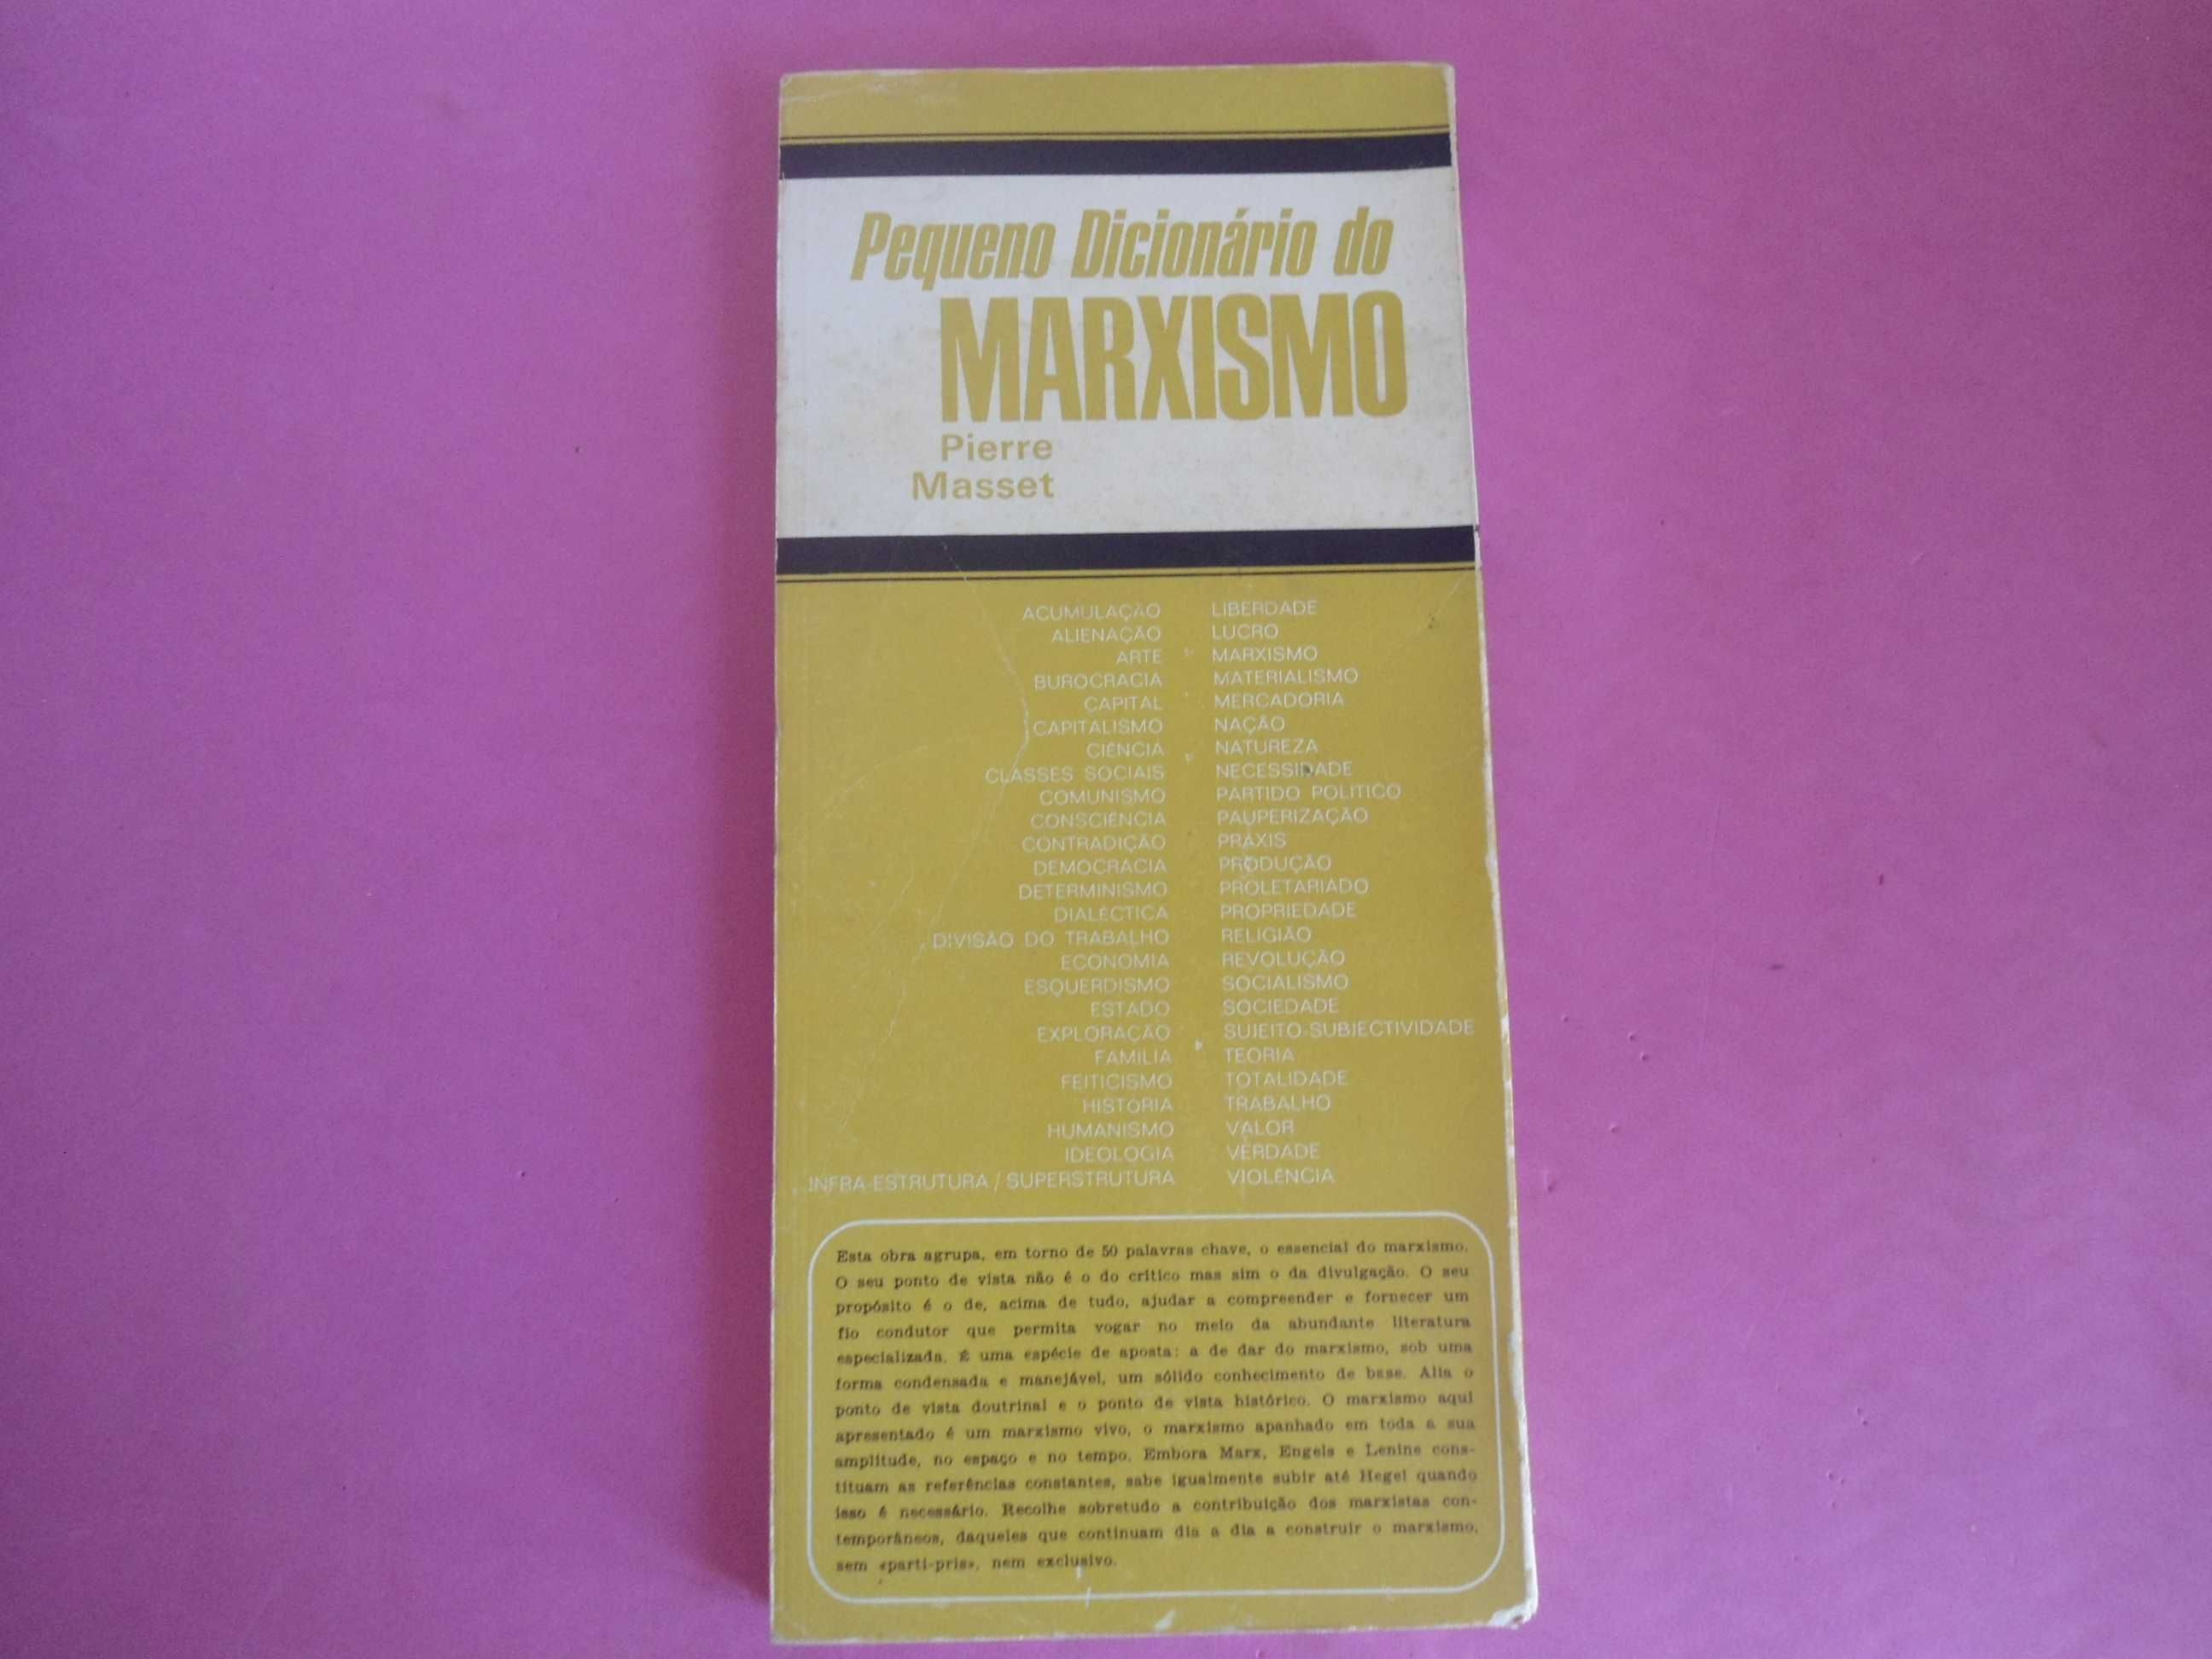 Pequeno Dicionário do
MARXISMO
Pierre
Masset
ACUMULAÇÃO
ALIENAÇÃO
ARTE
BUROCRACIA
CAPITAL
CAPITALISMO
CIÊNCIA
CLASSES SOCIAIS
COMUNISMO
CONSCIÊNCIA
CONTRADIÇÃO
DEMOCRACIA
DETERMINISMO
DIALÉCTICA
DIVISÃO DO TRABALHO
ECONOMIA
ESQUERDISMO
ESTADO
EXPLORAÇÃO
FAMÍLIA
FEITICISMO
HISTÓRIA
HUMANISMO
IDEOLOGIA
INFRA-ESTRUTURA / SUPERSTRUTURA
LIBERDADE
LUCRO
MARXISMO
MATERIALISMO
MERCADORIA
NAÇÃO
NATUREZA
NECESSIDADE
PARTIDO POLÍTICO
PAUPERIZAÇÃO
PRÁXIS
PRODUÇÃO
PROLETARIADO
PROPRIEDADE
RELIGIÃO
REVOLUÇÃO
SOCIALISMO
SOCIEDADE
SUJEITO-SUBJECTIVIDADE
TEORIA
TOTALIDADE
TRABALHO
VALOR
VERDADE
VIOLÊNCIA
Esta obra agrupa, em torno de 50 palavras chave, o essencial do marxismo.
O seu ponto de vista não é o do crítico mas sim o da divulgação. O seu
propósito é o de, acima de tudo, ajudar a compreender e fornecer um
fio condutor que permita vogar no meio da abundante literatura
especializada. É uma espécie de aposta: a de dar do marxismo, sob uma
forma condensada e manejável, um sólido conhecimento de base. Alia o
ponto de vista doutrinal e o ponto de vista histórico. O marxismo aqui
apresentado é um marxismo vivo, o marxismo apanhado em toda a sua
amplitude, no espaço e no tempo. Embora Marx, Engels e Lenine cons-
tituam as referências constantes, sabe igualmente subir até Hegel quando
isso é necessário. Recolhe sobretudo a contribuição dos marxistas con-
temporâneos, daqueles que continuam dia a dia a construir o marxismo,
sem «parti-pris», nem exclusivo.